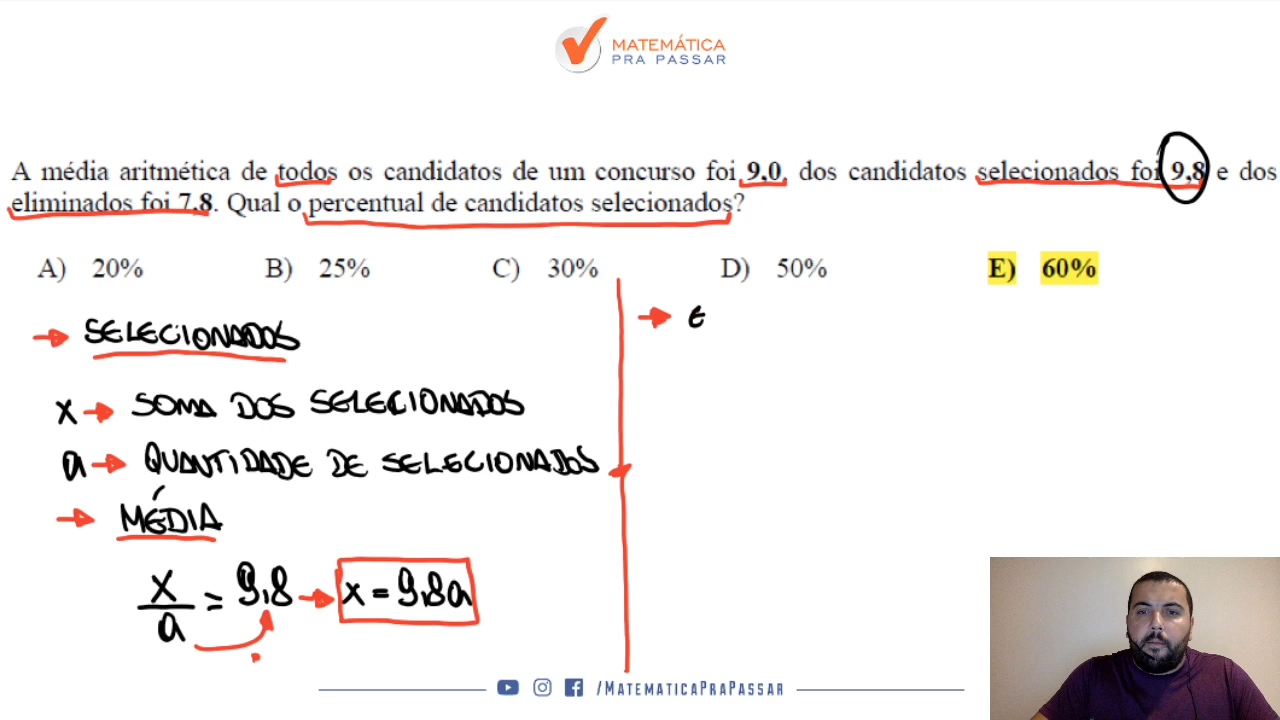 MATEMÁTICA
PRA PASSAR
A média aritmética de todos os candidatos de um concurso foi 9,0, dos candidatos selecionados foi 9,8 e dos
eliminados foi 7,8. Qual o percentual de candidatos selecionados?
A) 20% B) 25% C) 30% D) 50% E) 60%
→ SELECIONADOS
x → SOMA DOS SELECIONADOS
a → QUANTIDADE DE SELECIONADOS
→ MÉDIA
x/a = 9,8 → x = 9,8a
→ E
/MATEMATICAPRAPASSAR